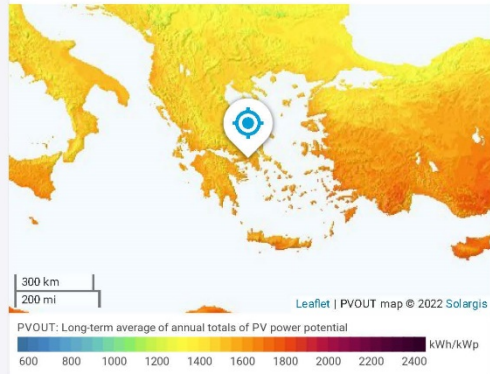 300 km
200 mi
Leaflet | PVOUT map © 2022 Solargis
PVOUT: Long-term average of annual totals of PV power potential
kWh/kWp
600 800 1000 1200 1400 1600 1800 2000 2200 2400